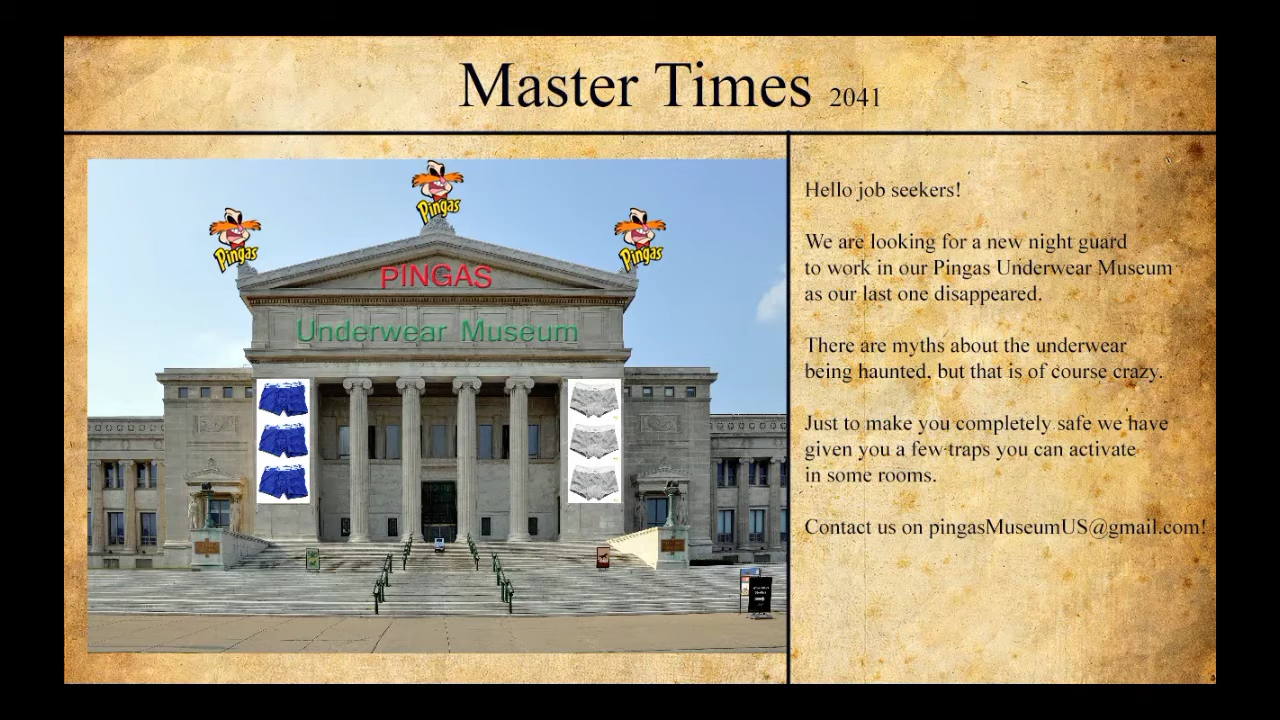 Master Times 2041
Pingas
Pingas
Pingas
PINGAS
Underwear Museum
Hello job seekers!
We are looking for a new night guard
to work in our Pingas Underwear Museum
as our last one disappeared.
There are myths about the underwear
being haunted, but that is of course crazy.
Just to make you completely safe we have
given you a few traps you can activate
in some rooms.
Contact us on pingasMuseumUS@gmail.com!